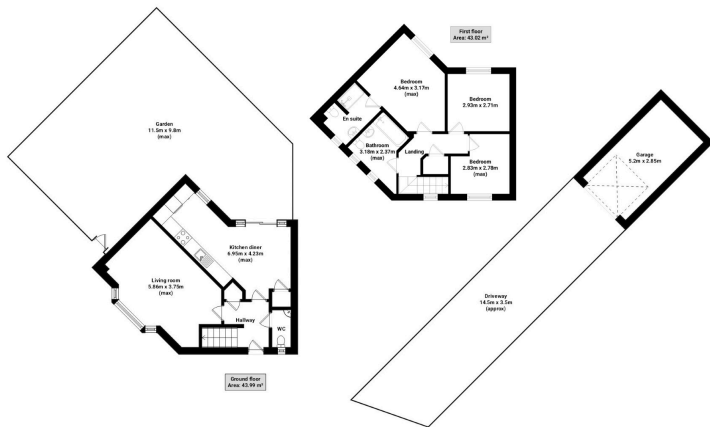 Garden
11.5m x 9.8m
(max)
Kitchen diner
6.95m x 4.23m
(max)
Living room
5.86m x 3.75m
(max)
Hallway
WC
Ground floor
Area: 43.99 m²
First floor
Area: 43.02 m²
Bedroom
4.64m x 3.17m
(max)
Bedroom
2.93m x 2.71m
En suite
Bathroom
3.18m x 2.37m
(max)
Landing
Bedroom
2.83m x 2.78m
(max)
Garage
5.2m x 2.85m
Driveway
14.5m x 3.5m
(approx)